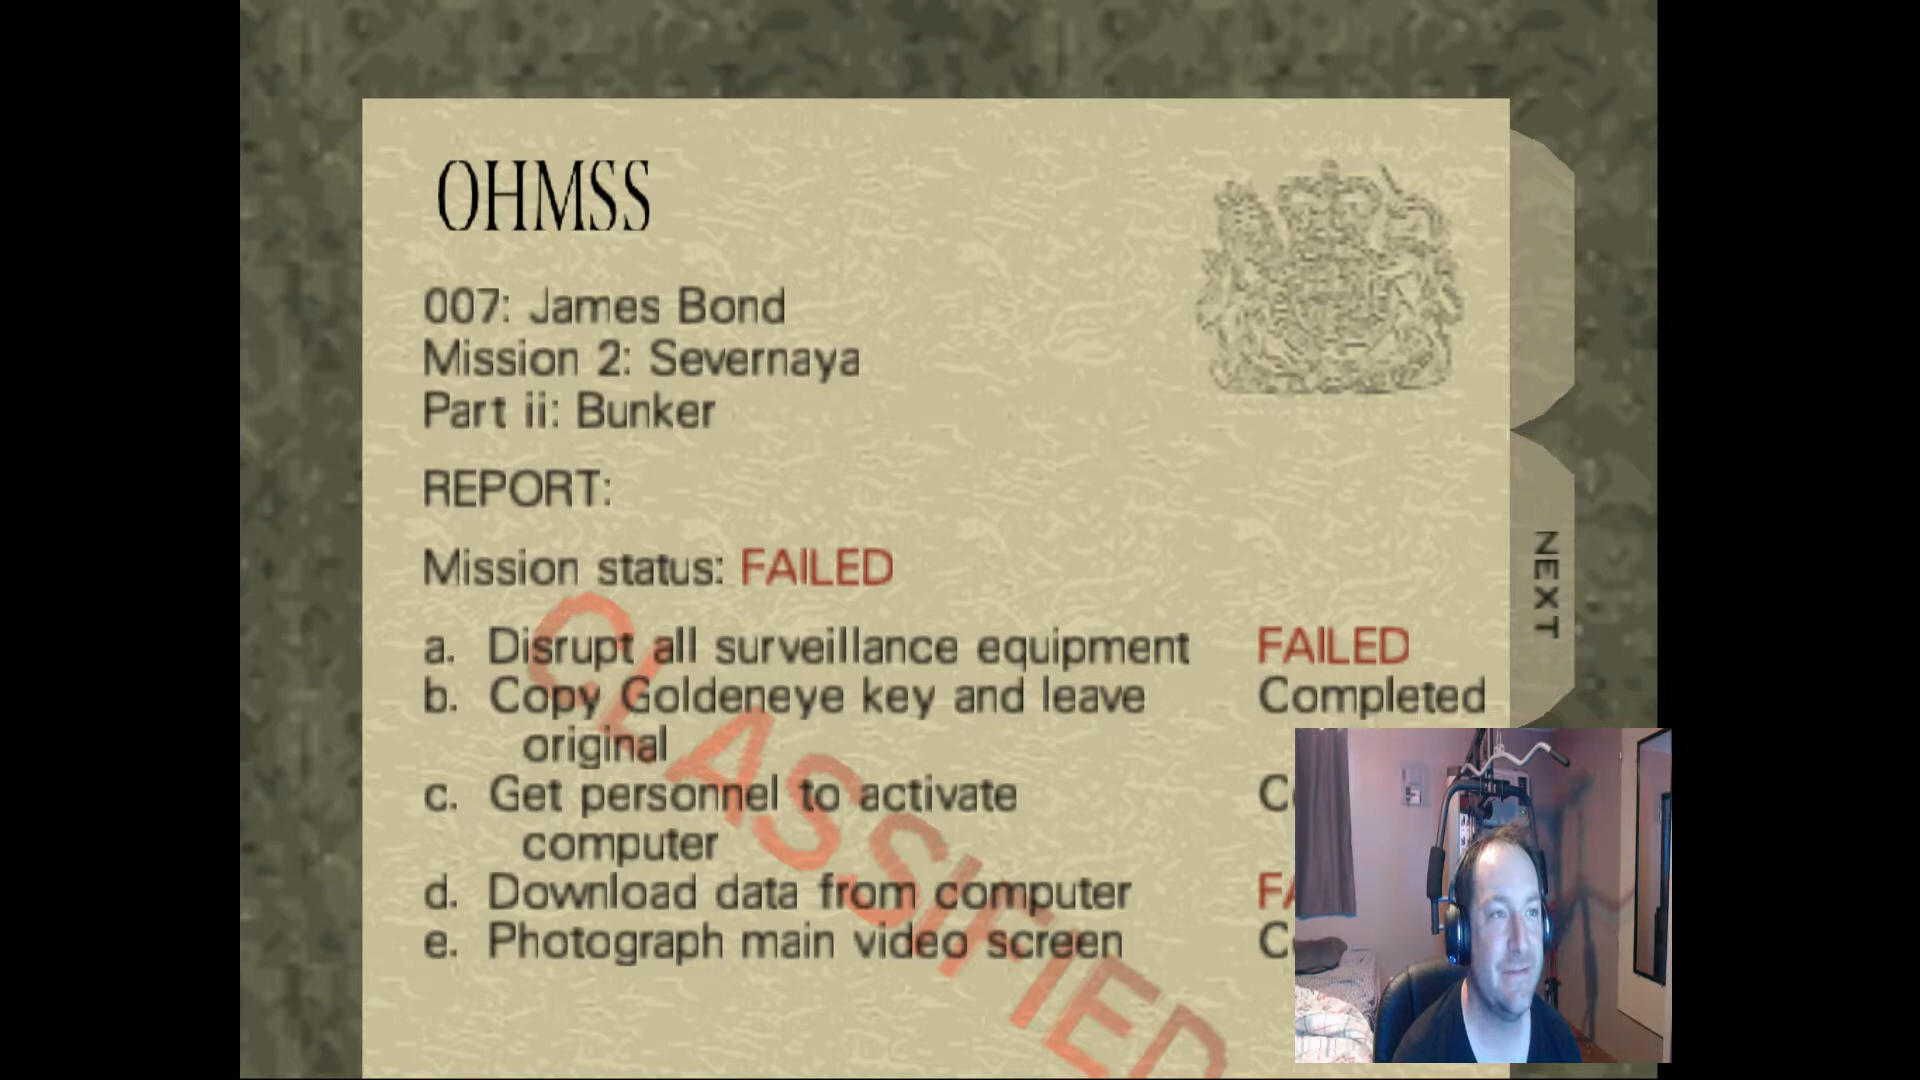 OHMSS
007: James Bond
Mission 2: Severnaya
Part ii: Bunker
REPORT:
Mission status: FAILED
a. Disrupt all surveillance equipment FAILED
b. Copy Goldeneye key and leave Completed
original
c. Get personnel to activate
computer
d. Download data from computer
e. Photograph main video screen
CLASSIFIED
NEXT